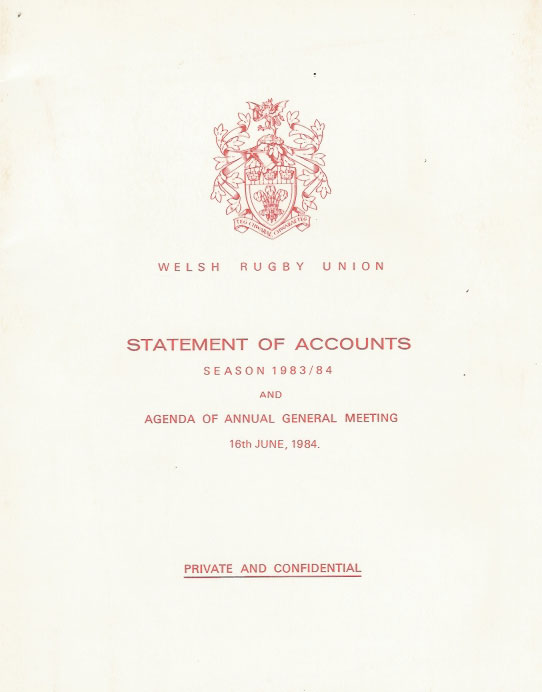 WELSH RUGBY UNION
STATEMENT OF ACCOUNTS
SEASON 1983/84
AND
AGENDA OF ANNUAL GENERAL MEETING
16th JUNE, 1984.
PRIVATE AND CONFIDENTIAL